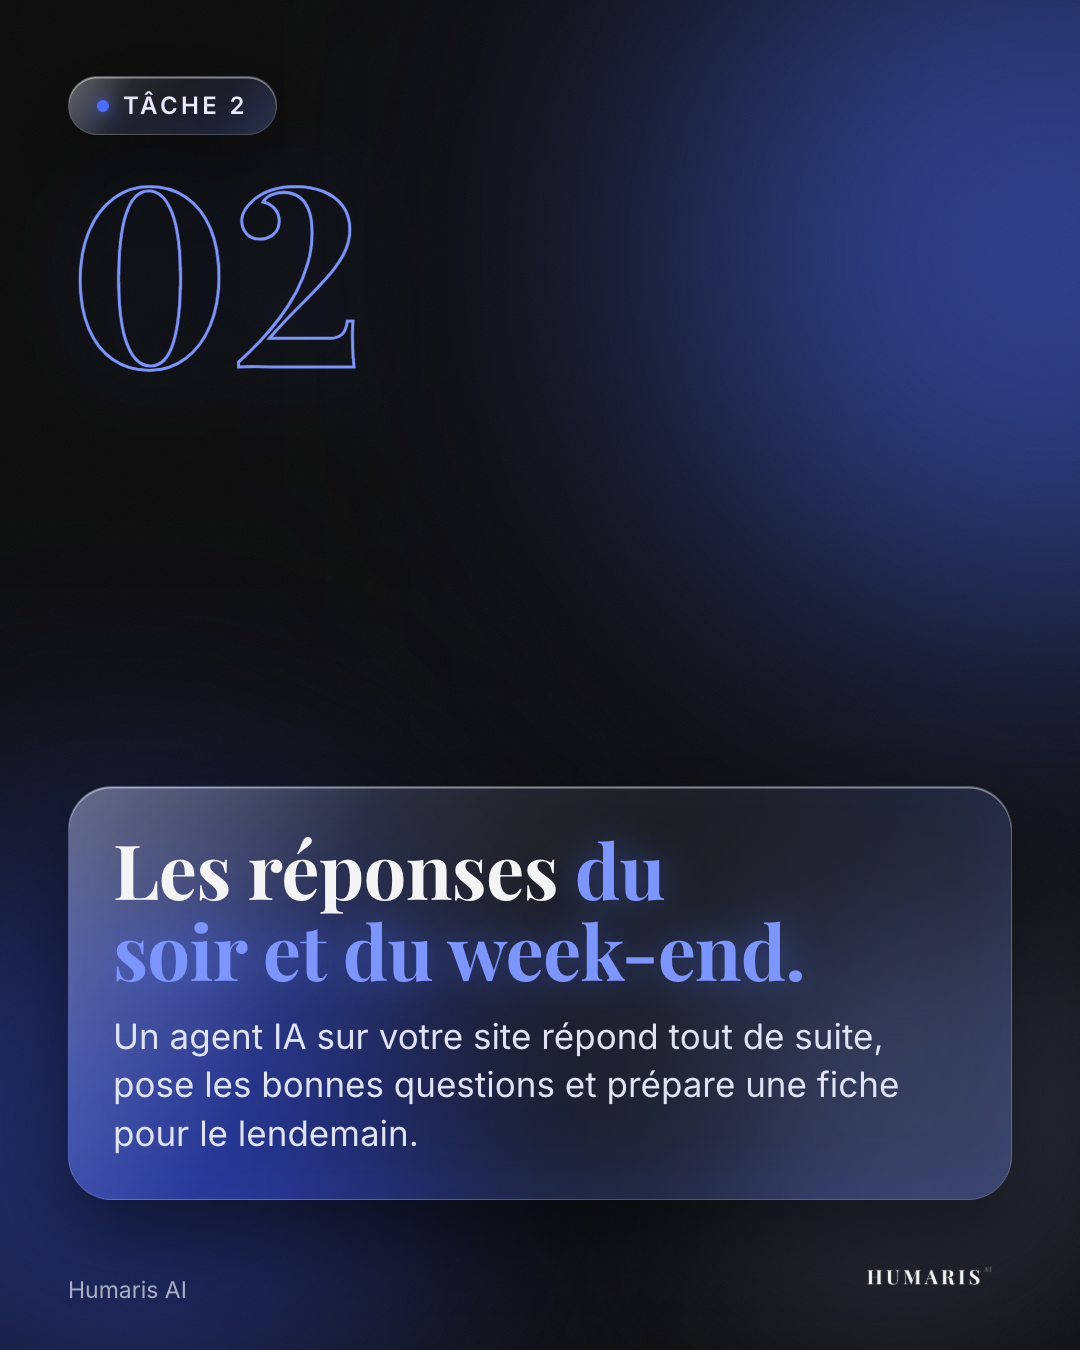 TÂCHE 2
02
Les réponses du
soir et du week-end.
Un agent IA sur votre site répond tout de suite,
pose les bonnes questions et prépare une fiche
pour le lendemain.
Humaris AI
HUMARIS AI